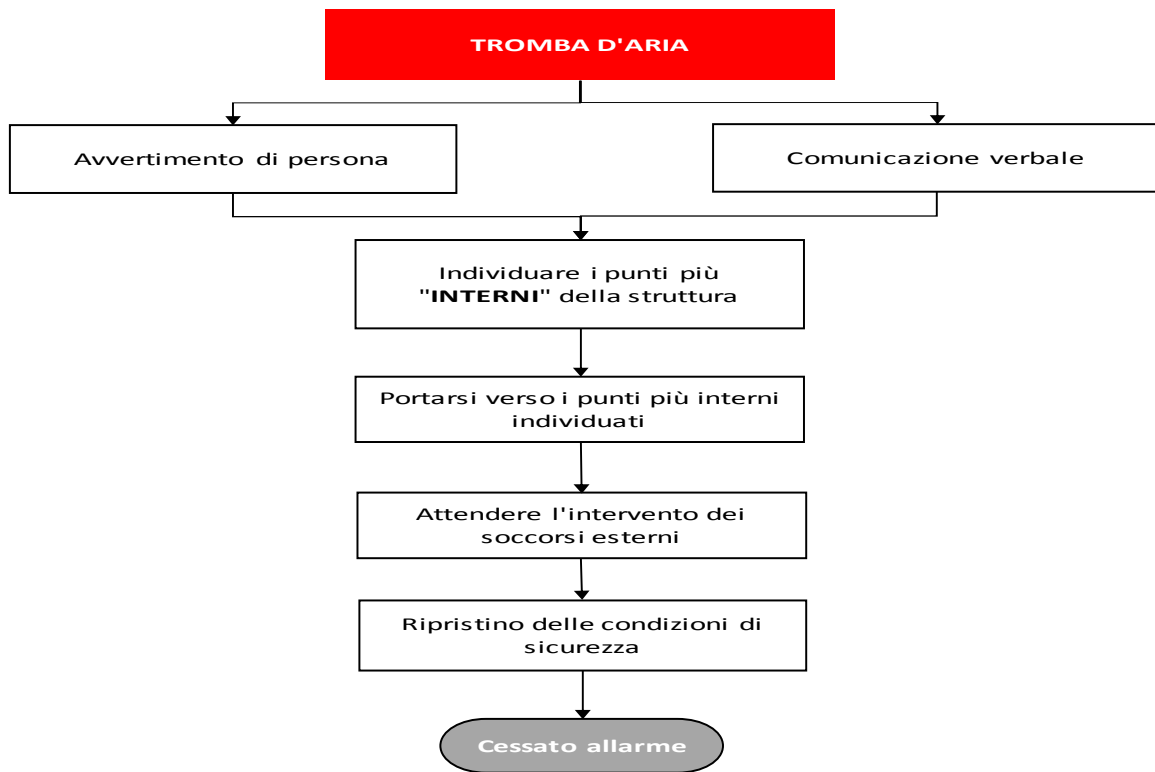 TROMBA D'ARIA
Avvertimento di persona
Comunicazione verbale
Individuare i punti più
"INTERNI" della struttura
Portarsi verso i punti più interni
individuati
Attendere l'intervento dei
soccorsi esterni
Ripristino delle condizioni di
sicurezza
Cessato allarme